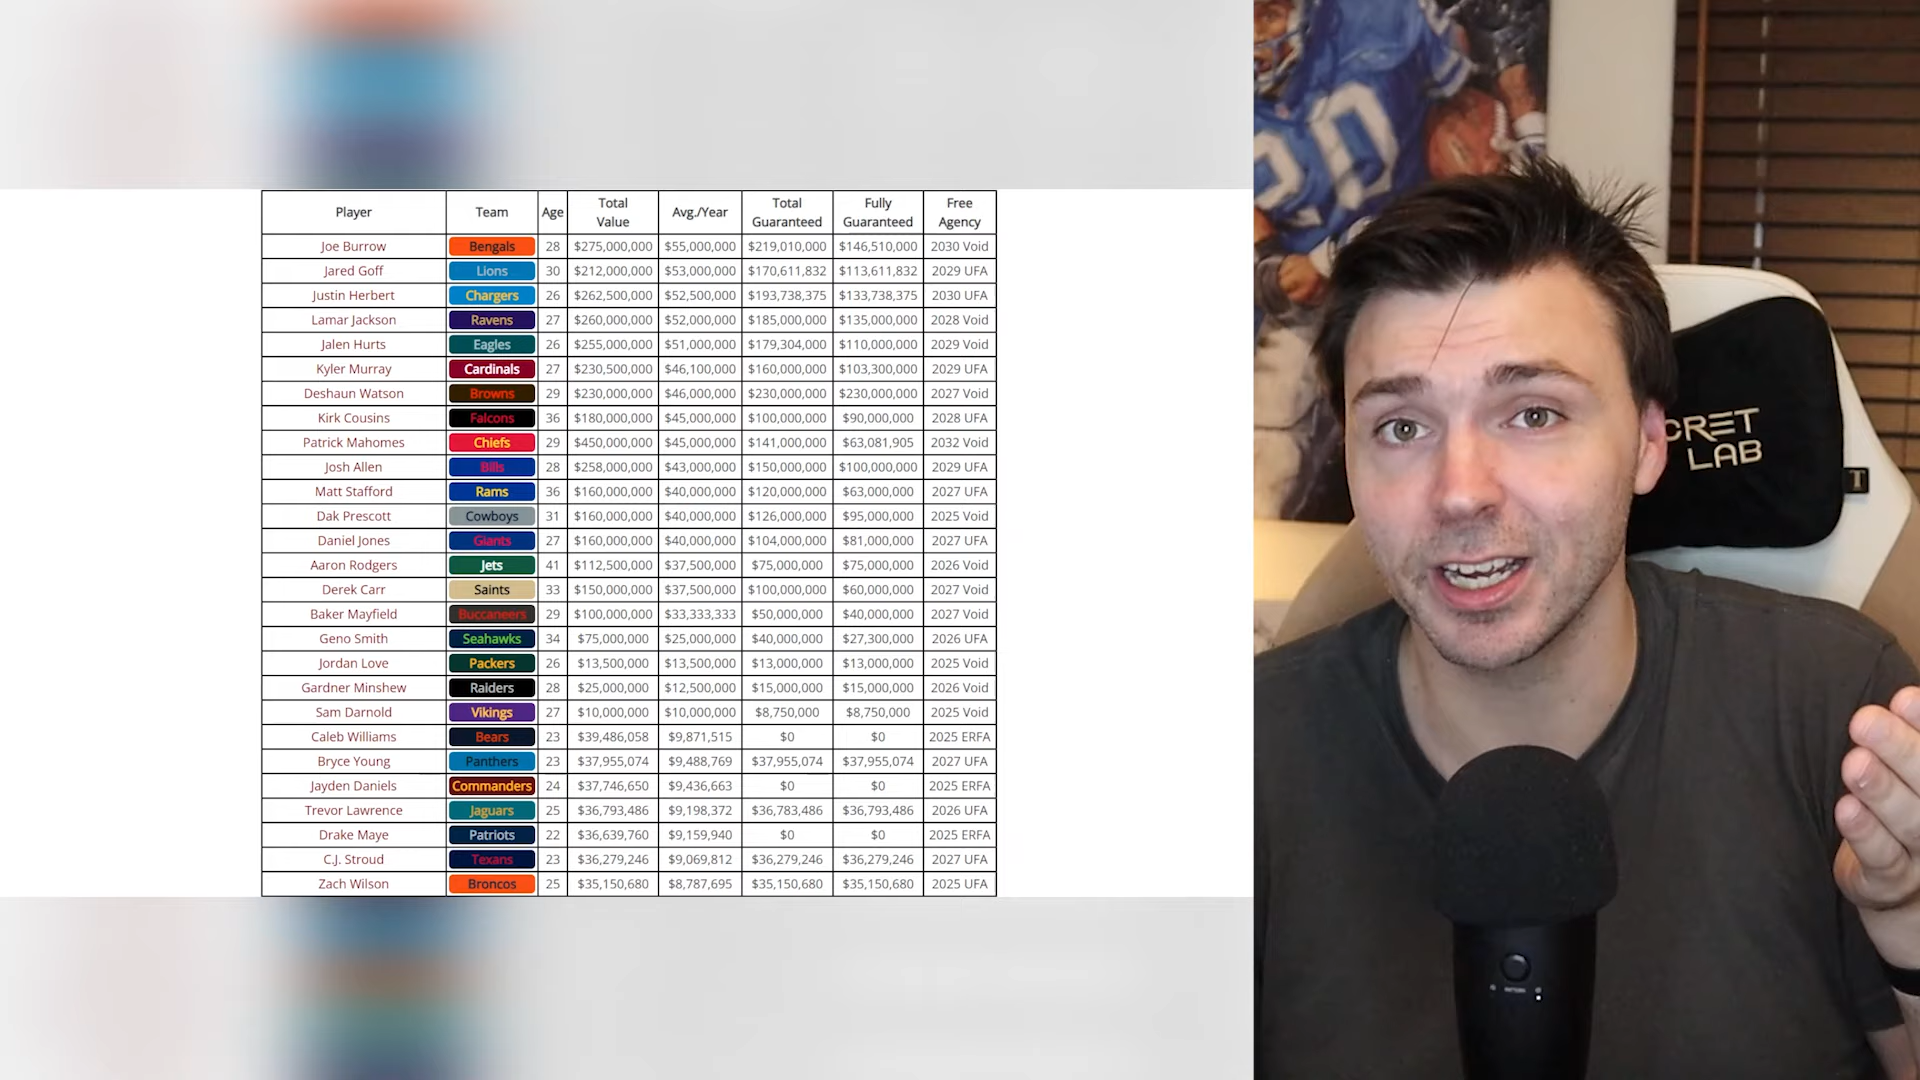 Player Team Age Total Value Avg./Year Total Guaranteed Fully Guaranteed Free Agency
Joe Burrow Bengals 28 $275,000,000 $55,000,000 $219,010,000 $146,510,000 2030 Void
Jared Goff Lions 30 $212,000,000 $53,000,000 $170,611,832 $113,611,832 2029 UFA
Justin Herbert Chargers 26 $262,500,000 $52,500,000 $193,738,375 $133,738,375 2030 UFA
Lamar Jackson Ravens 27 $260,000,000 $52,000,000 $185,000,000 $135,000,000 2028 Void
Jalen Hurts Eagles 26 $255,000,000 $51,000,000 $179,304,000 $110,000,000 2029 Void
Kyler Murray Cardinals 27 $230,500,000 $46,100,000 $160,000,000 $103,300,000 2029 UFA
Deshaun Watson Browns 29 $230,000,000 $46,000,000 $230,000,000 $230,000,000 2027 Void
Kirk Cousins Falcons 36 $180,000,000 $45,000,000 $100,000,000 $90,000,000 2028 UFA
Patrick Mahomes Chiefs 29 $450,000,000 $45,000,000 $141,000,000 $63,081,905 2032 Void
Josh Allen Bills 28 $258,000,000 $43,000,000 $150,000,000 $100,000,000 2029 UFA
Matt Stafford Rams 36 $160,000,000 $40,000,000 $120,000,000 $63,000,000 2027 UFA
Dak Prescott Cowboys 31 $160,000,000 $40,000,000 $126,000,000 $95,000,000 2025 Void
Daniel Jones Giants 27 $160,000,000 $40,000,000 $104,000,000 $81,000,000 2027 UFA
Aaron Rodgers Jets 41 $112,500,000 $37,500,000 $75,000,000 $75,000,000 2026 Void
Derek Carr Saints 33 $150,000,000 $37,500,000 $100,000,000 $60,000,000 2027 Void
Baker Mayfield Buccaneers 29 $100,000,000 $33,333,333 $50,000,000 $40,000,000 2027 Void
Geno Smith Seahawks 34 $75,000,000 $25,000,000 $40,000,000 $27,300,000 2026 UFA
Jordan Love Packers 26 $13,500,000 $13,500,000 $13,000,000 $13,000,000 2025 Void
Gardner Minshew Raiders 28 $25,000,000 $12,500,000 $15,000,000 $15,000,000 2026 Void
Sam Darnold Vikings 27 $10,000,000 $10,000,000 $8,750,000 $8,750,000 2025 Void
Caleb Williams Bears 23 $39,486,058 $9,871,515 $0 $0 2025 ERFA
Bryce Young Panthers 23 $37,955,074 $9,488,769 $37,955,074 $37,955,074 2027 UFA
Jayden Daniels Commanders 24 $37,746,650 $9,436,663 $0 $0 2025 ERFA
Trevor Lawrence Jaguars 25 $36,793,486 $9,198,372 $36,783,486 $36,793,486 2026 UFA
Drake Maye Patriots 22 $36,639,760 $9,159,940 $0 $0 2025 ERFA
C.J. Stroud Texans 23 $36,279,246 $9,069,812 $36,279,246 $36,279,246 2027 UFA
Zach Wilson Broncos 25 $35,150,680 $8,787,695 $35,150,680 $35,150,680 2025 UFA
CRET
LAB
T
20